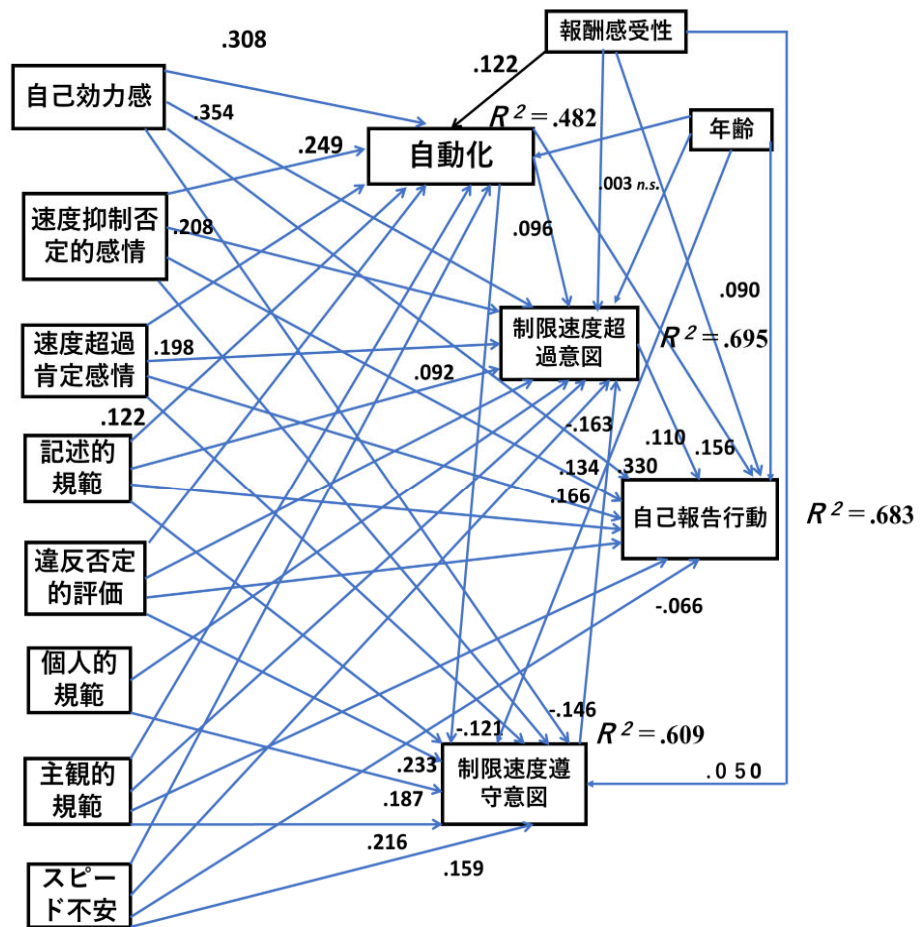 報酬感受性
.308
.122
自己効力感
R² = .482
.354
年齢
自動化
.249
.003 n.s.
速度抑制否
定的感情
.208
.096
.090
制限速度超
過意図
R² = .695
速度超過
肯定感情
.198
.092
.122
-.163
.110
.156
記述的
規範
.134
.330
.166
自己報告行動
R² = .683
違反否定
的評価
-.066
個人的
規範
-.146
-.121
R² = .609
.233
制限速度遵
守意図
.050
主観的
規範
.187
.216
.159
スピー
ド不安